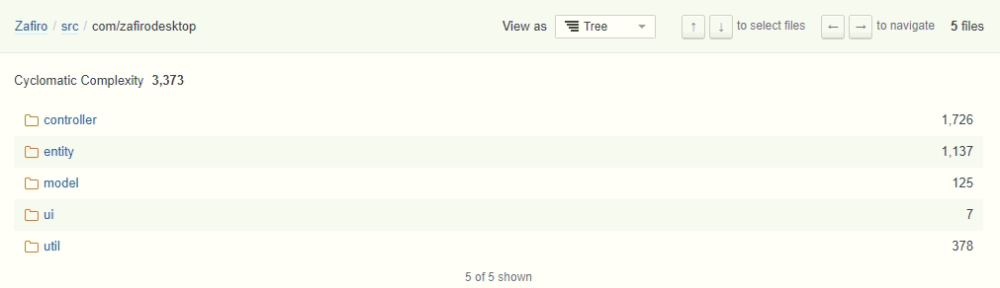 Zafiro / src / com/zafirodesktop View as Tree ↑ ↓ to select files ← → to navigate 5 files
Cyclomatic Complexity 3,373
controller 1,726
entity 1,137
model 125
ui 7
util 378
5 of 5 shown